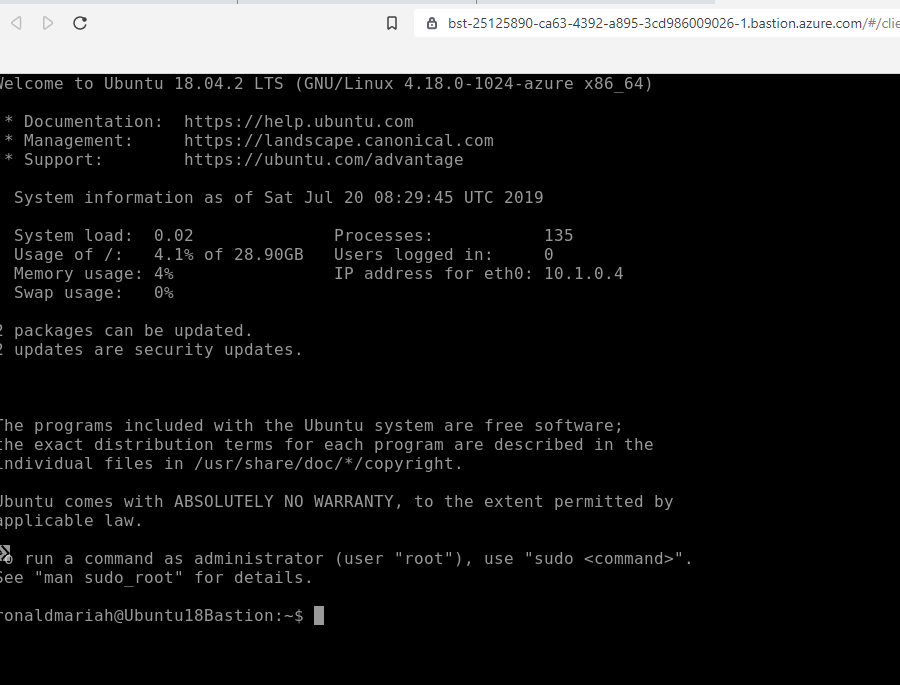 bst-25125890-ca63-4392-a895-3cd986009026-1.bastion.azure.com/#/clie
Welcome to Ubuntu 18.04.2 LTS (GNU/Linux 4.18.0-1024-azure x86_64)
* Documentation: https://help.ubuntu.com
* Management: https://landscape.canonical.com
* Support: https://ubuntu.com/advantage
System information as of Sat Jul 20 08:29:45 UTC 2019
System load: 0.02 Processes: 135
Usage of /: 4.1% of 28.90GB Users logged in: 0
Memory usage: 4% IP address for eth0: 10.1.0.4
Swap usage: 0%
2 packages can be updated.
2 updates are security updates.
The programs included with the Ubuntu system are free software;
the exact distribution terms for each program are described in the
individual files in /usr/share/doc/*/copyright.
Ubuntu comes with ABSOLUTELY NO WARRANTY, to the extent permitted by
applicable law.
To run a command as administrator (user "root"), use "sudo <command>".
See "man sudo_root" for details.
ronaldmariah@Ubuntu18Bastion:~$